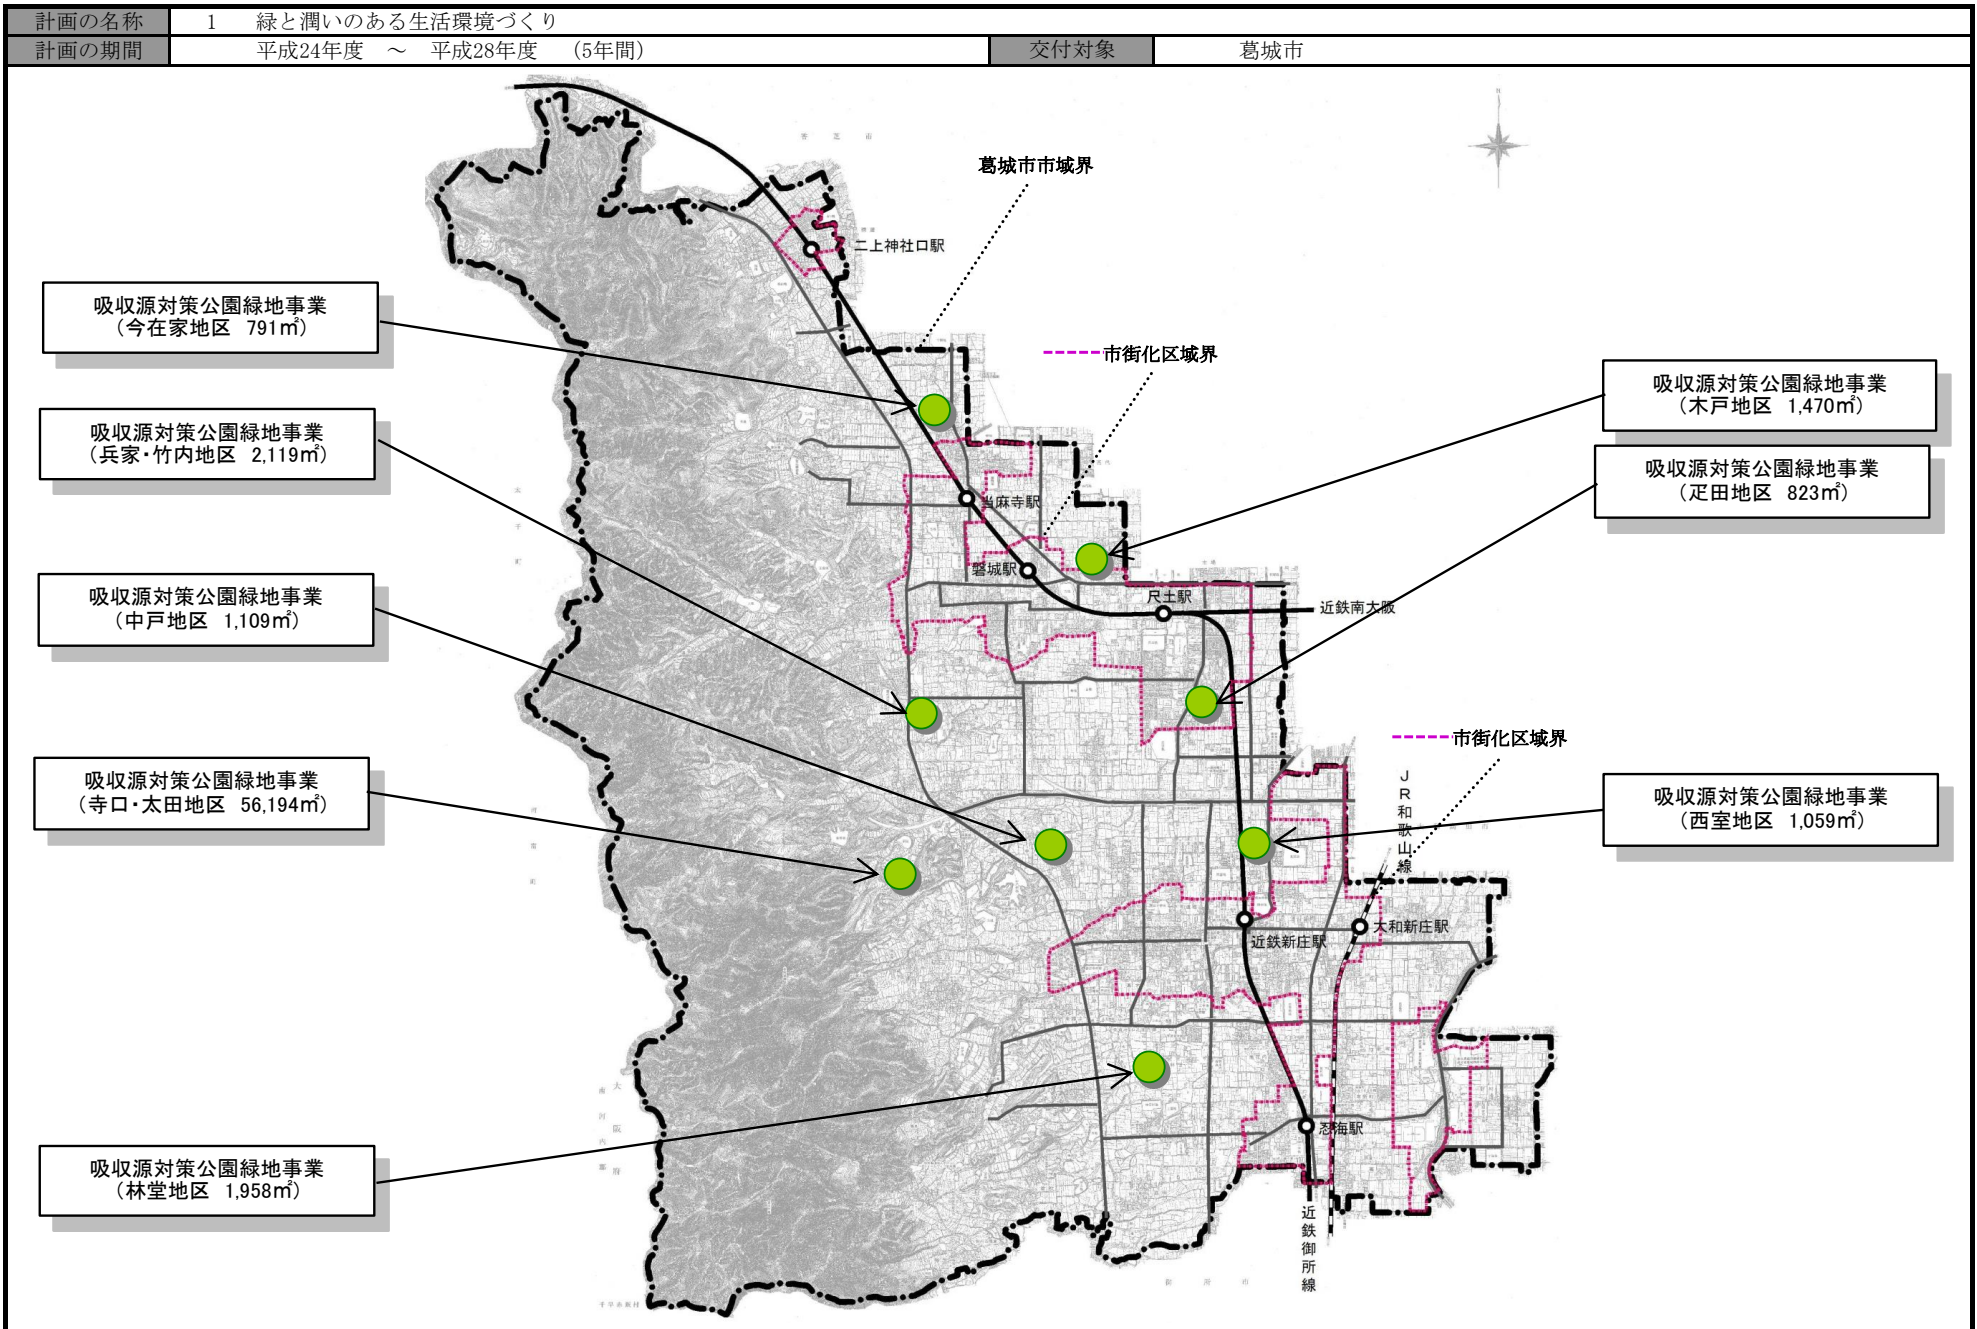 計画の名称 1 緑と潤いのある生活環境づくり
計画の期間 平成24年度 ～ 平成28年度 (5年間) 交付対象 葛城市
葛城市市域界
二上神社口駅
吸収源対策公園緑地事業
(今在家地区 791㎡)
市街化区域界
吸収源対策公園緑地事業
(木戸地区 1,470㎡)
吸収源対策公園緑地事業
(兵家・竹内地区 2,119㎡)
吸収源対策公園緑地事業
(疋田地区 823㎡)
当麻寺駅
磐城駅
尺土駅
近鉄南大阪
吸収源対策公園緑地事業
(中戸地区 1,109㎡)
市街化区域界
吸収源対策公園緑地事業
(寺口・太田地区 56,194㎡)
JR和歌山線
吸収源対策公園緑地事業
(西室地区 1,059㎡)
近鉄新庄駅
大和新庄駅
忍海駅
吸収源対策公園緑地事業
(林堂地区 1,958㎡)
近鉄御所線